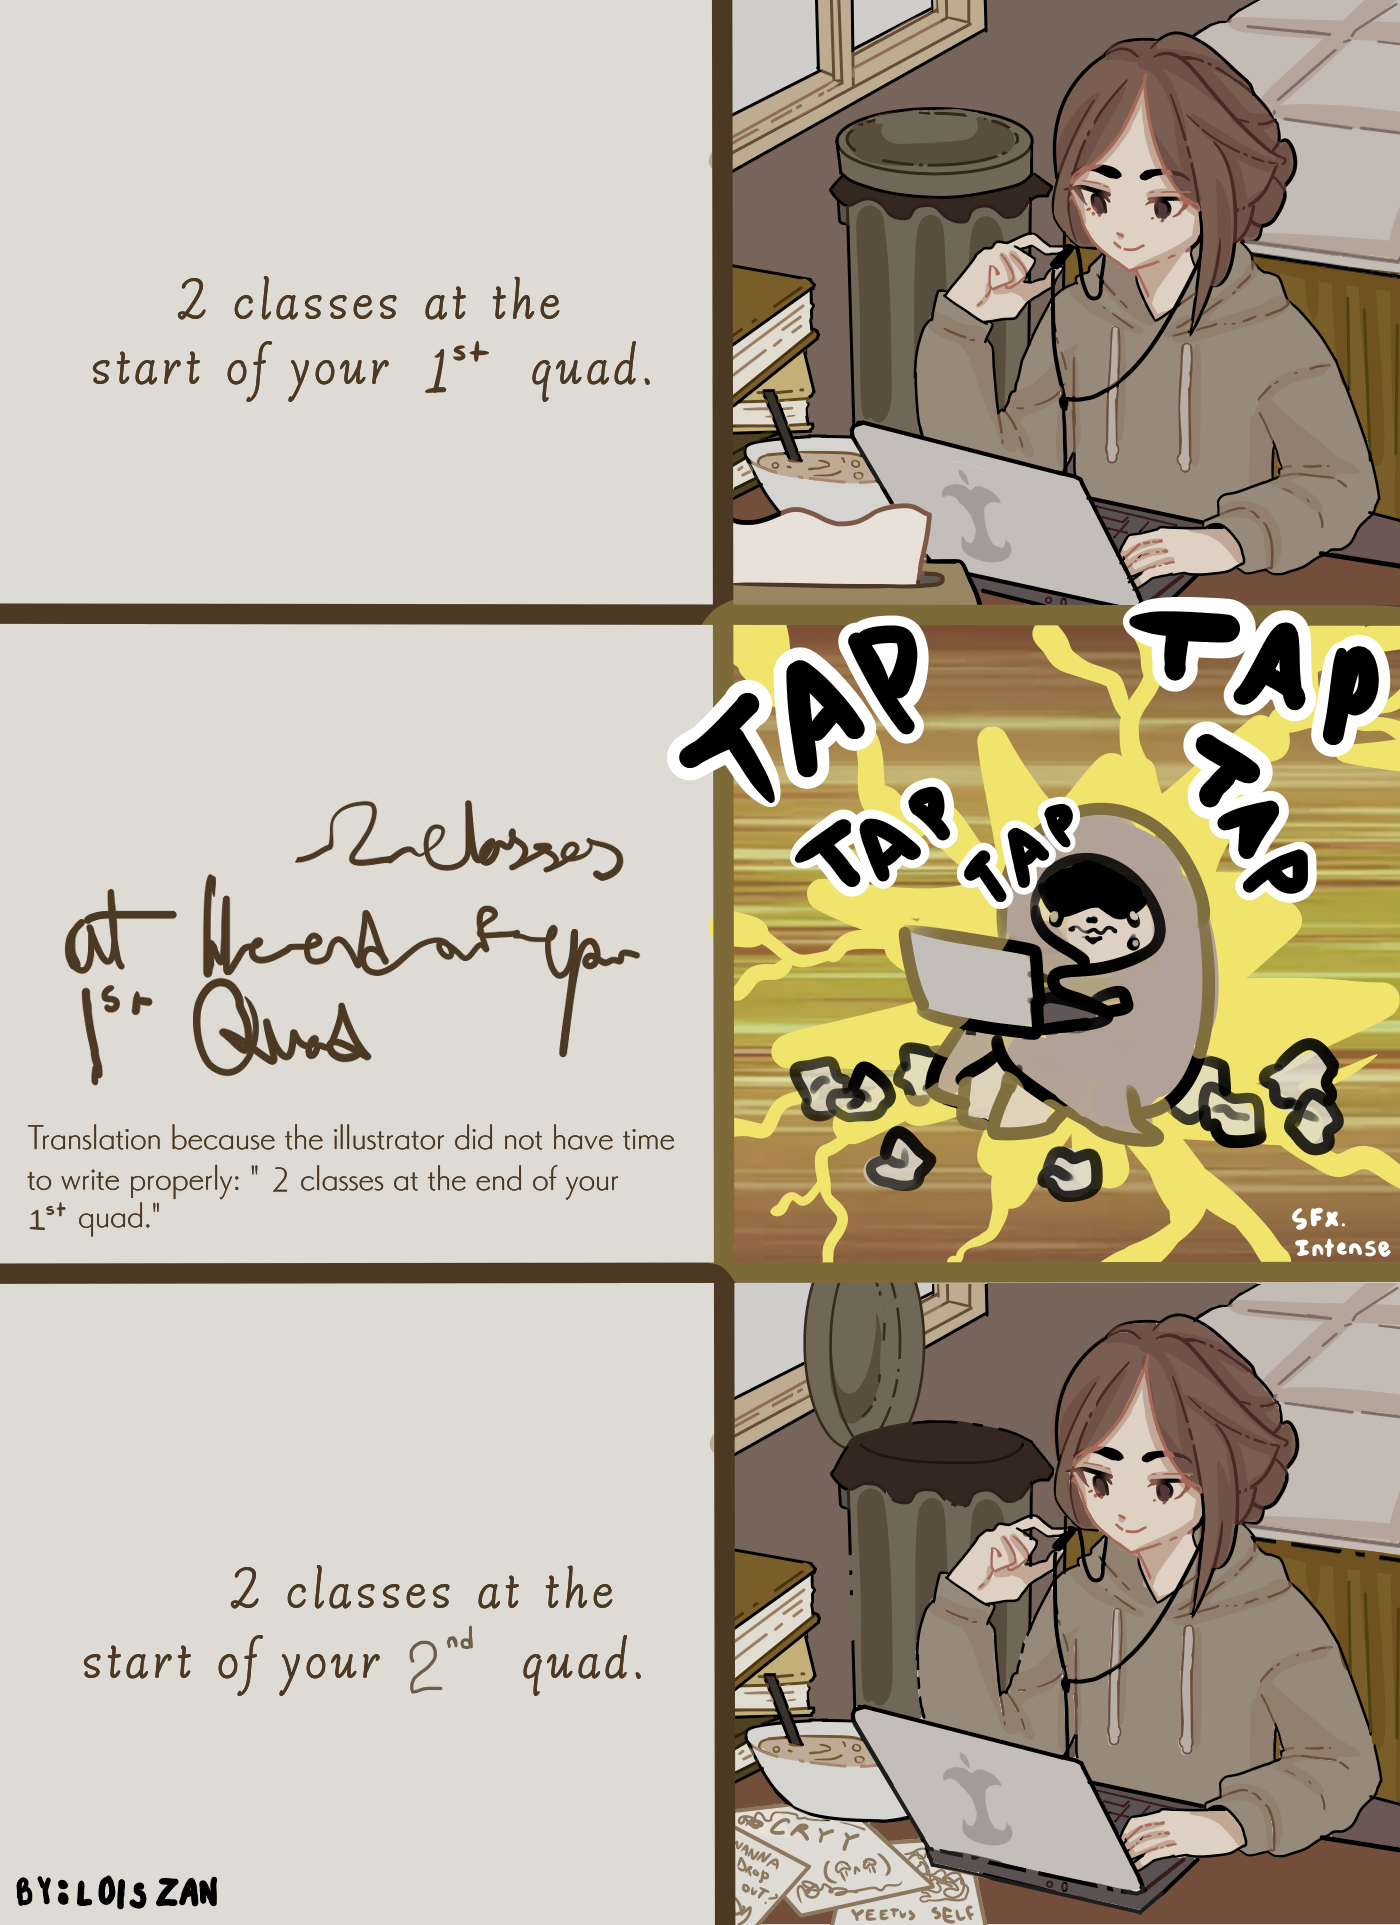 2 classes at the
start of your 1st quad.
TAP
TAP
TAP
TAP
TAP
2 classes
at the end of your
1st Quad
Translation because the illustrator did not have time
to write properly: " 2 classes at the end of your
1st quad."
SFX.
Intense
2 classes at the
start of your 2nd quad.
CRYY
WANNA
DROP
OUT?
YEETUS SELF
BY:LOIS ZAN